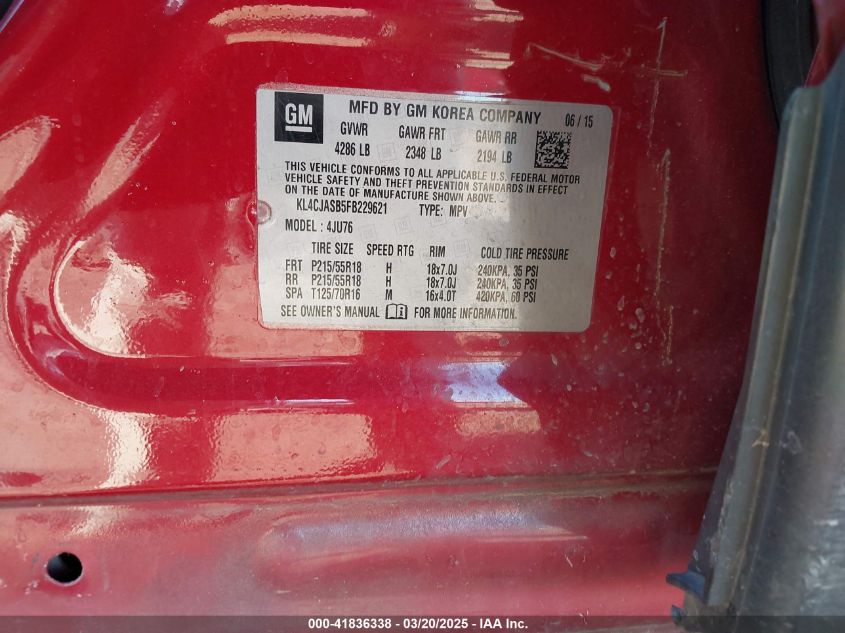 GM MFD BY GM KOREA COMPANY 06 / 15
GVWR GAWR FRT GAWR RR
4286 LB 2348 LB 2194 LB
THIS VEHICLE CONFORMS TO ALL APPLICABLE U.S. FEDERAL MOTOR
VEHICLE SAFETY AND THEFT PREVENTION STANDARDS IN EFFECT
ON THE DATE OF MANUFACTURE SHOWN ABOVE.
KL4CJASB5FB229621 TYPE: MPV
MODEL : 4JU76
TIRE SIZE SPEED RTG RIM COLD TIRE PRESSURE
FRT P215/55R18 H 18x7.0J 240KPA, 35 PSI
RR P215/55R18 H 18x7.0J 240KPA, 35 PSI
SPA T125/70R16 M 16x4.0T 420KPA, 60 PSI
SEE OWNER'S MANUAL FOR MORE INFORMATION.
000-41836338 - 03/20/2025 - IAA Inc.